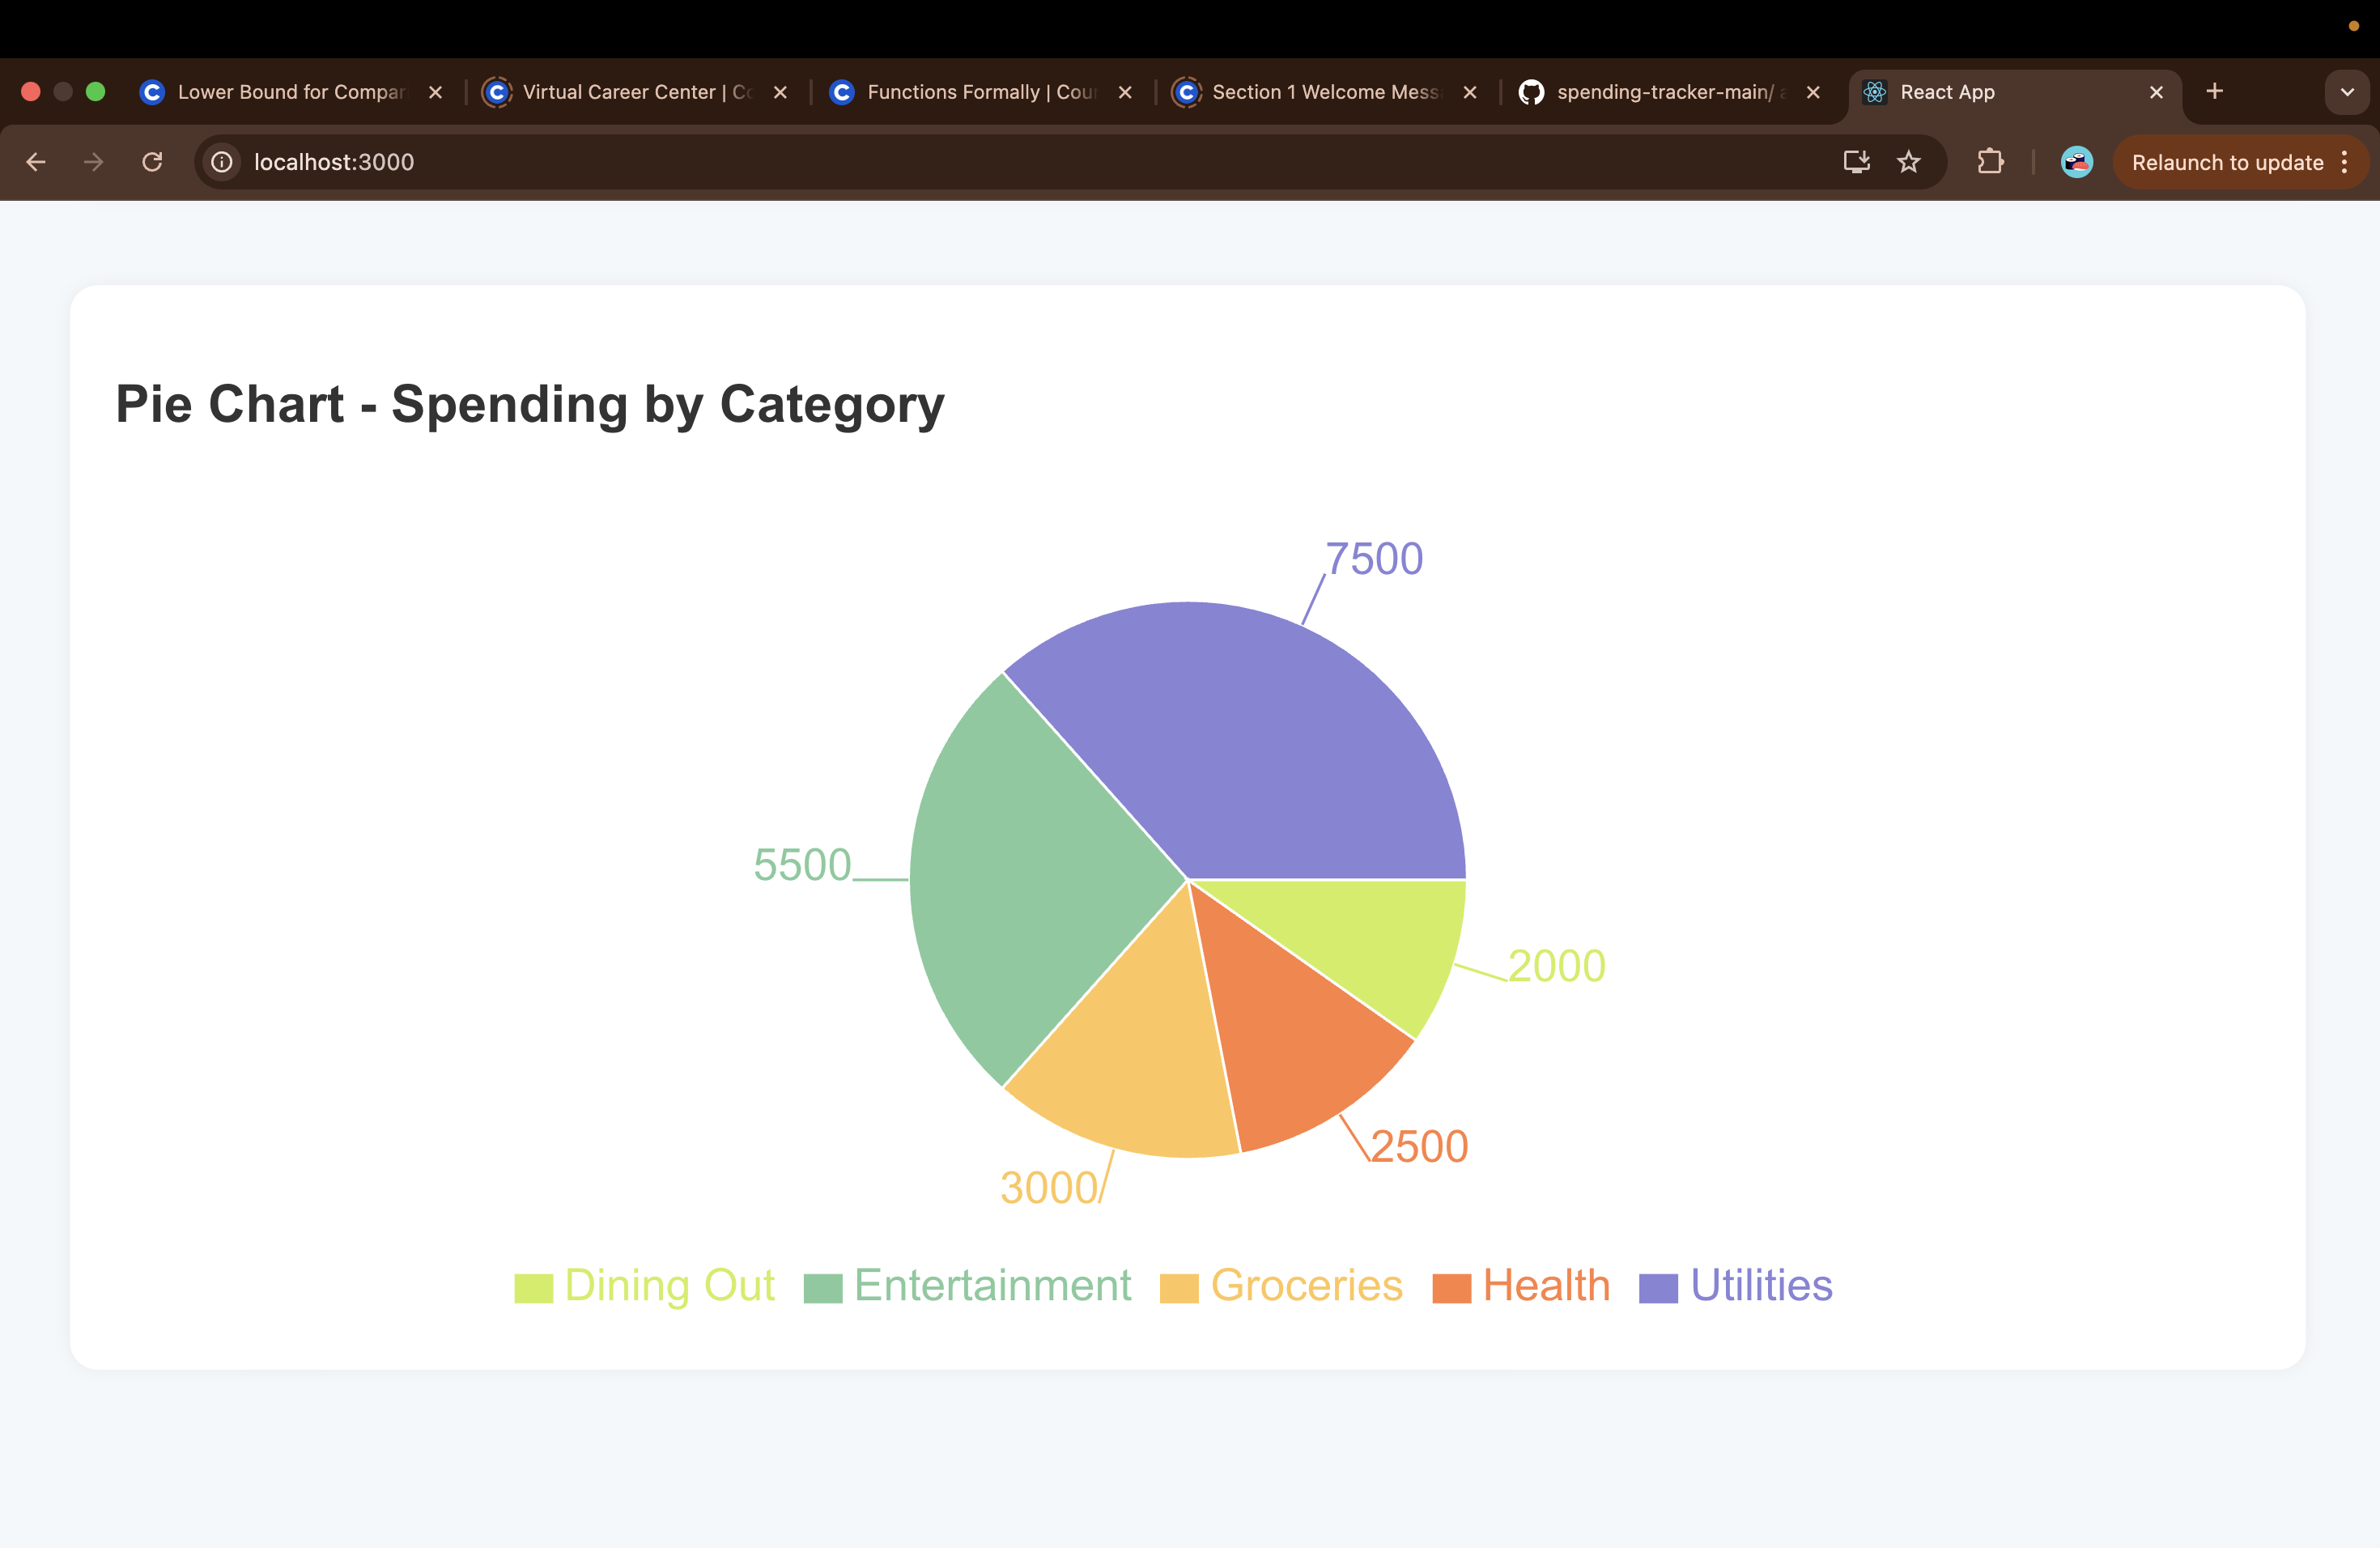 Lower Bound for Compar
Virtual Career Center | Co
Functions Formally | Cour
Section 1 Welcome Mess
spending-tracker-main/ a
React App
localhost:3000
Relaunch to update
Pie Chart - Spending by Category
7500
5500
2000
2500
3000
Dining Out Entertainment Groceries Health Utilities